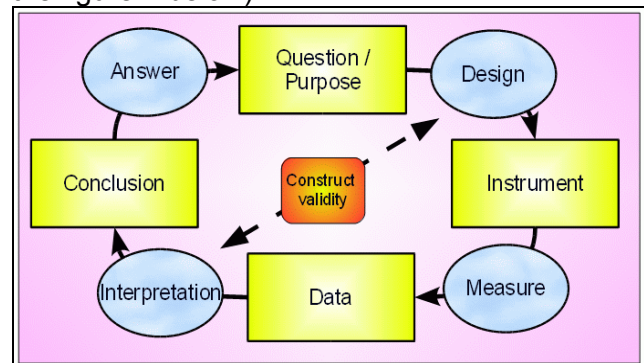 Answer
Question /
Purpose
Design
Conclusion
Construct
validity
Instrument
Interpretation
Data
Measure